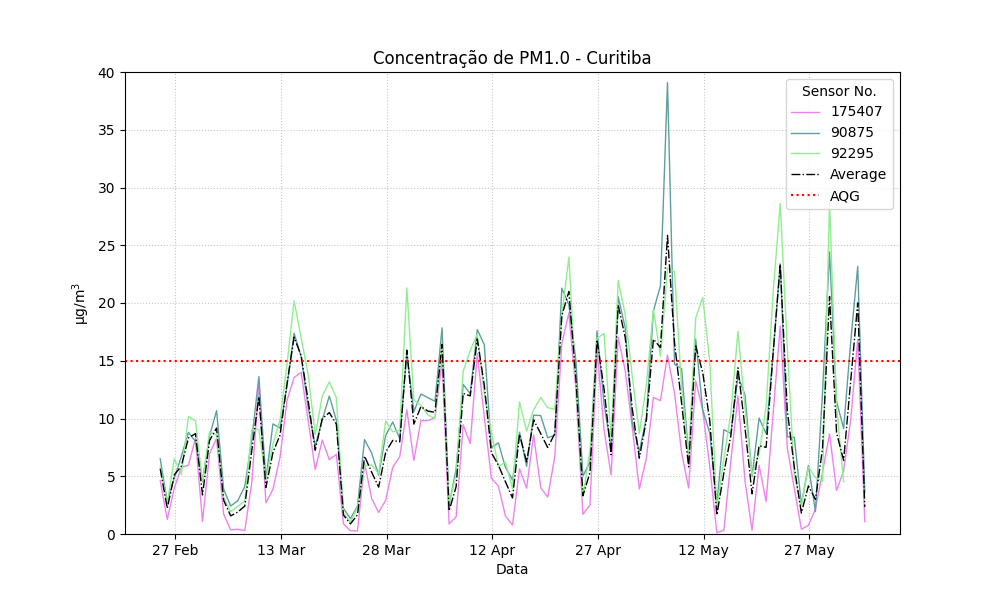 Concentração de PM1.0 - Curitiba
40
35
30
25
20
15
10
5
0
µg/m³
Sensor No.
175407
90875
92295
Average
AQG
27 Feb
13 Mar
28 Mar
12 Apr
27 Apr
12 May
27 May
Data